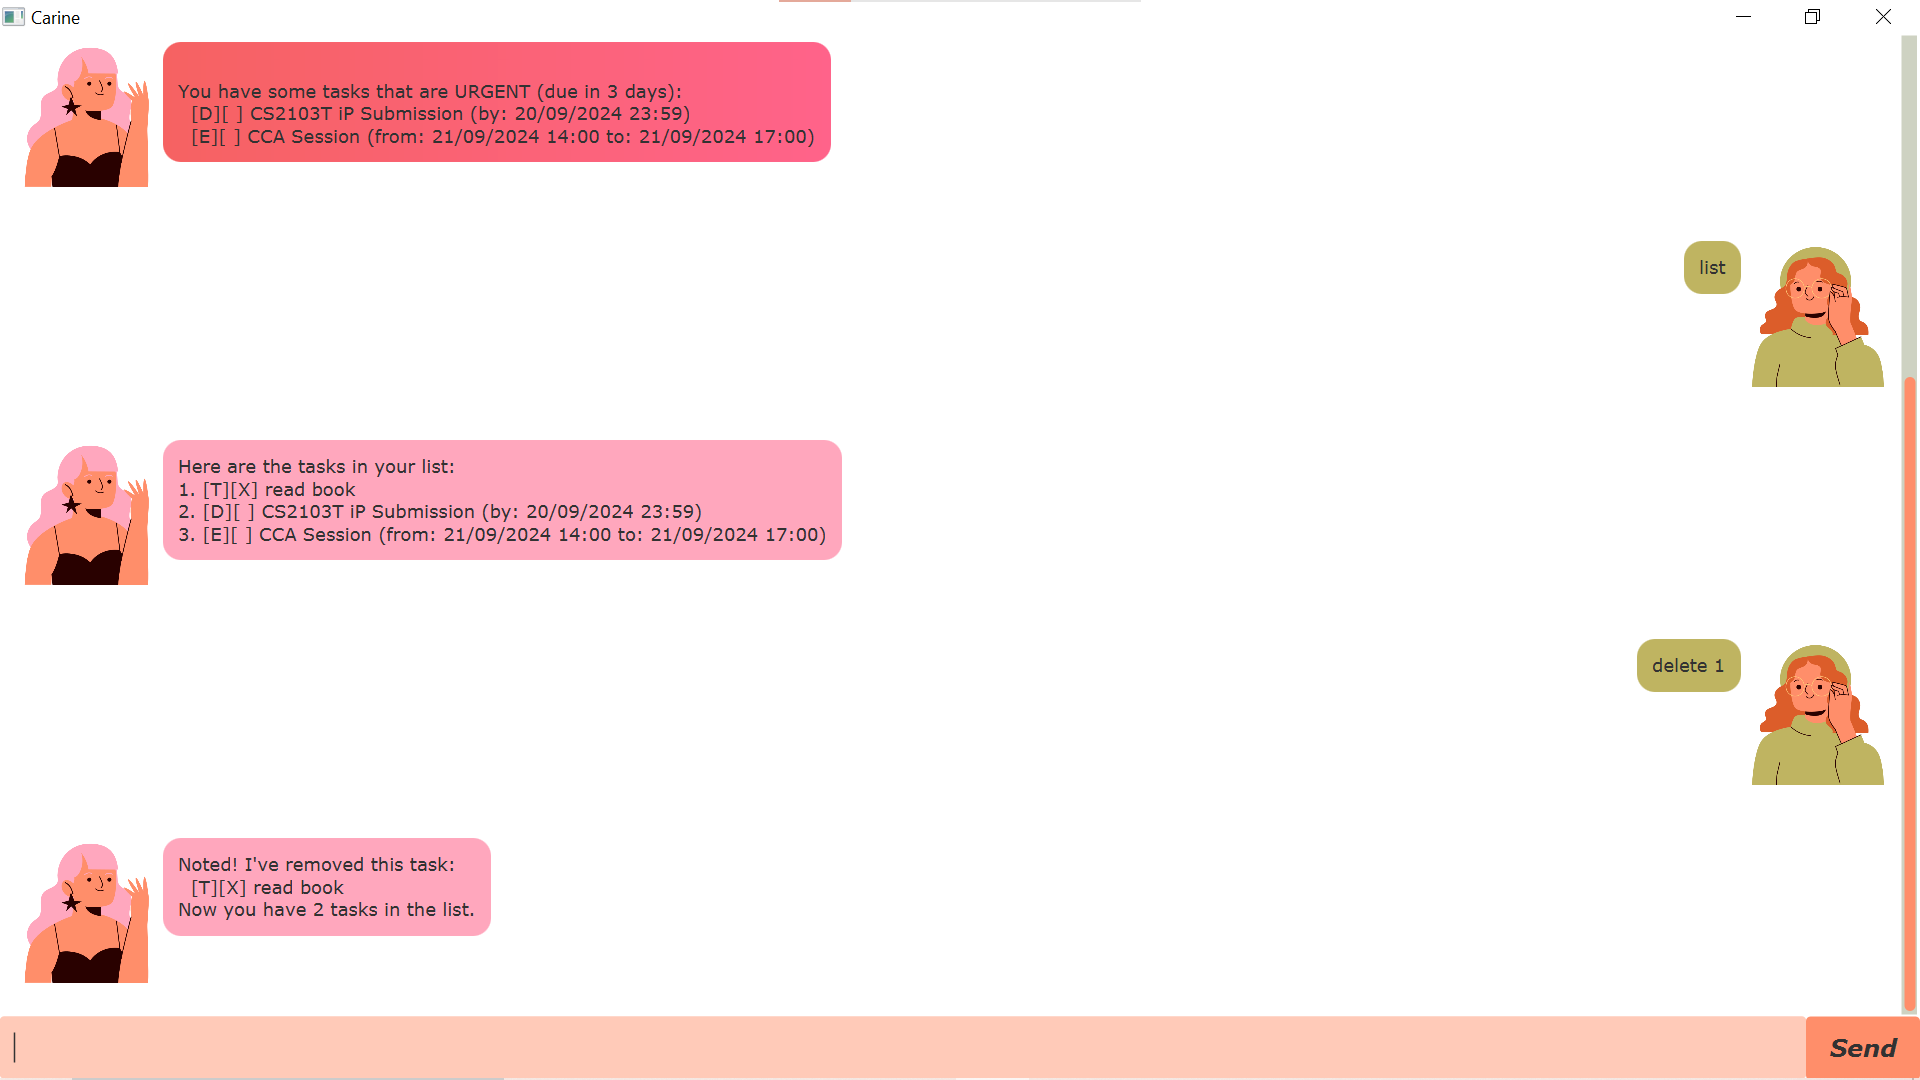 Carine
You have some tasks that are URGENT (due in 3 days):
[D][ ] CS2103T iP Submission (by: 20/09/2024 23:59)
[E][ ] CCA Session (from: 21/09/2024 14:00 to: 21/09/2024 17:00)
list
Here are the tasks in your list:
1. [T][X] read book
2. [D][ ] CS2103T iP Submission (by: 20/09/2024 23:59)
3. [E][ ] CCA Session (from: 21/09/2024 14:00 to: 21/09/2024 17:00)
delete 1
Noted! I've removed this task:
[T][X] read book
Now you have 2 tasks in the list.
Send